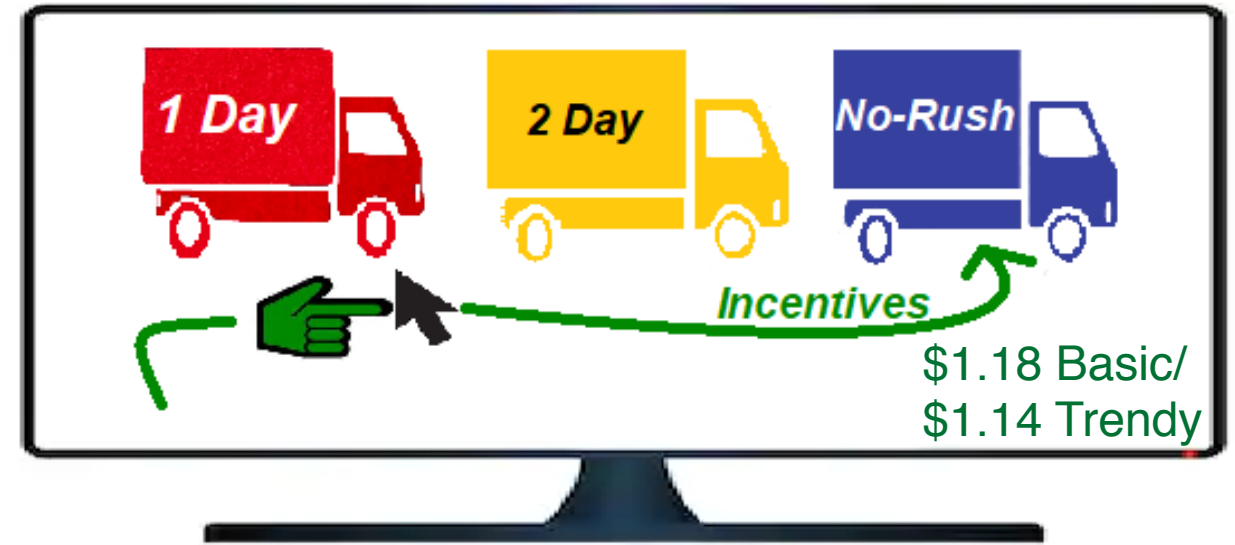 1 Day
2 Day
No-Rush
Incentives
$1.18 Basic/
$1.14 Trendy